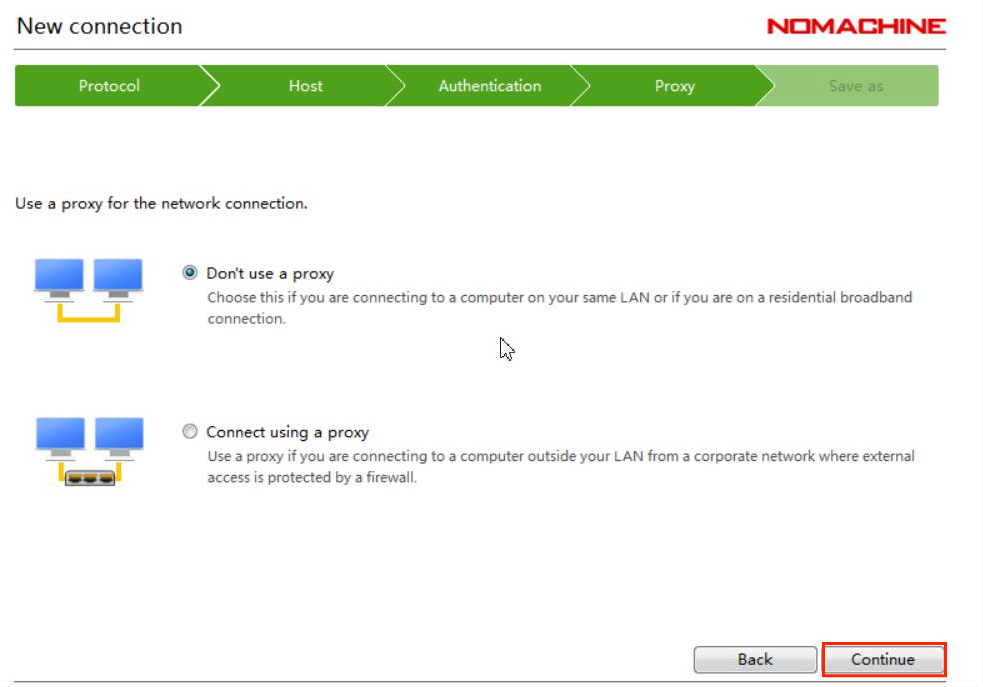 New connection
NOMACHINE
Protocol
Host
Authentication
Proxy
Save as
Use a proxy for the network connection.
Don't use a proxy
Choose this if you are connecting to a computer on your same LAN or if you are on a residential broadband
connection.
Connect using a proxy
Use a proxy if you are connecting to a computer outside your LAN from a corporate network where external
access is protected by a firewall.
Back
Continue